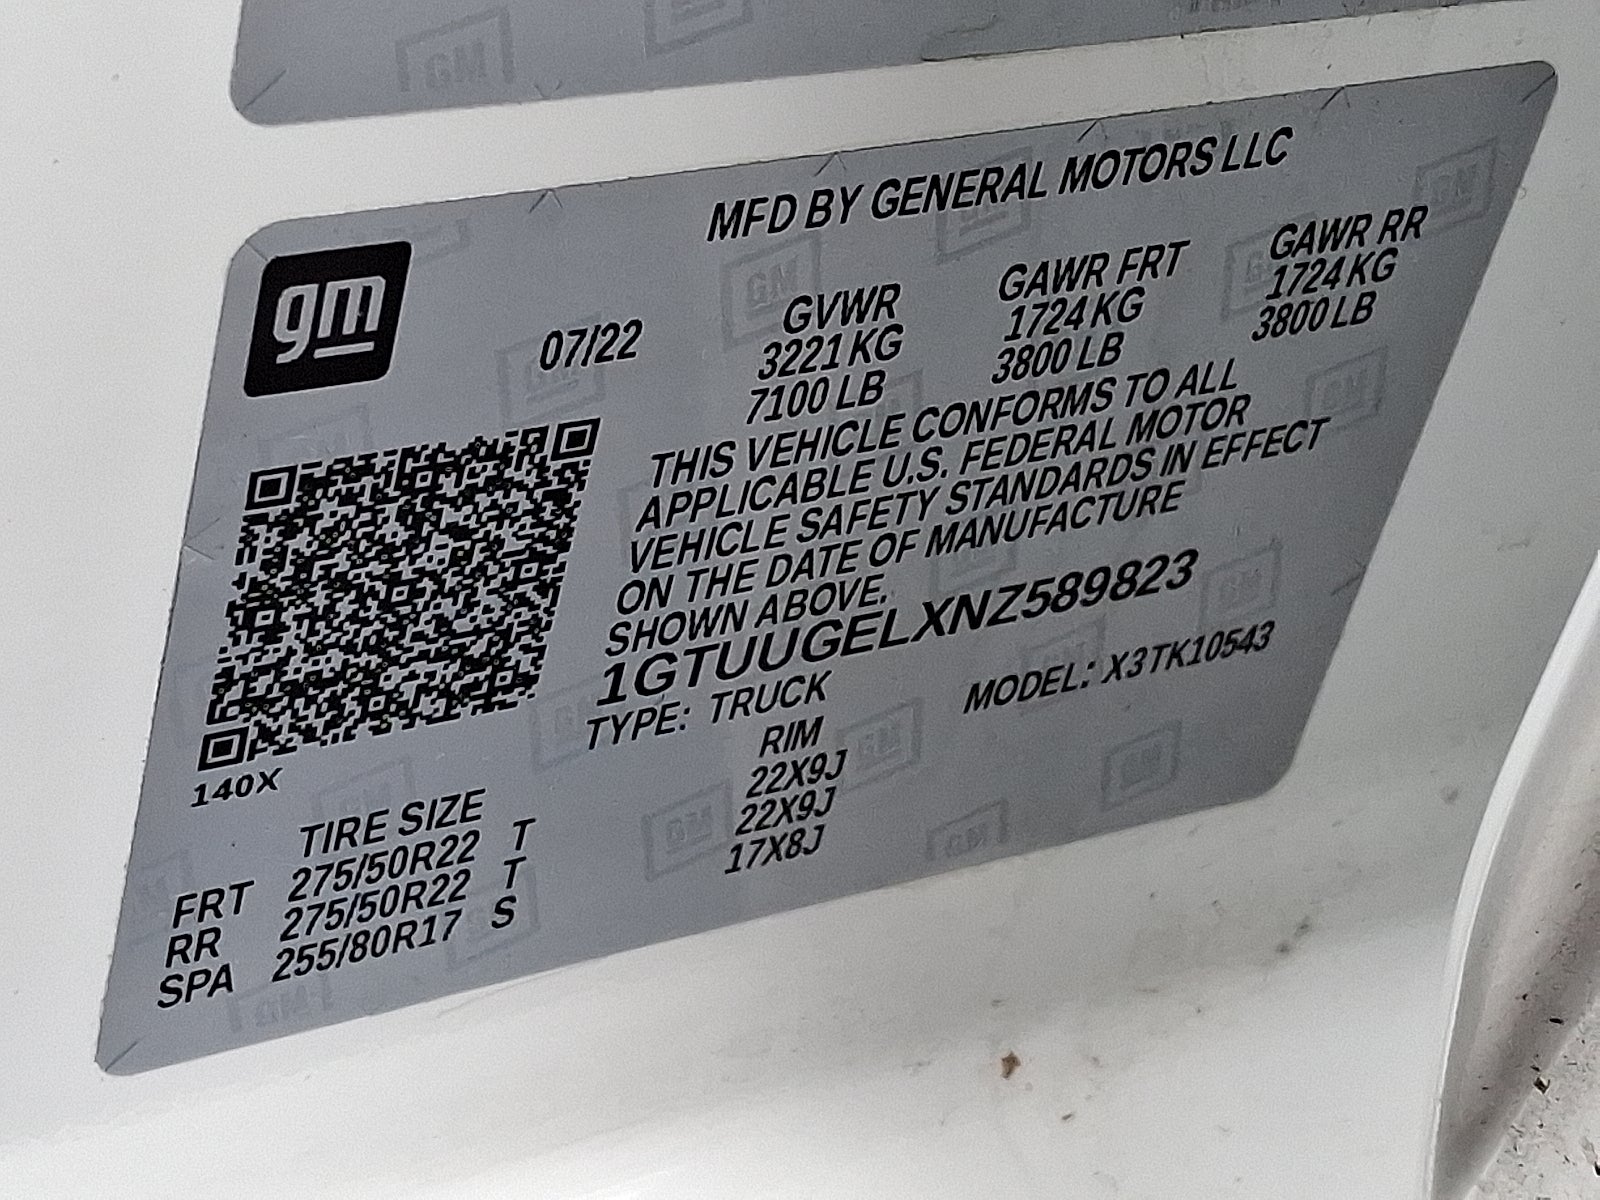 MFD BY GENERAL MOTORS LLC
gm
07/22
GVWR GAWR FRT GAWR RR
3221 KG 1724 KG 1724 KG
7100 LB 3800 LB 3800 LB
THIS VEHICLE CONFORMS TO ALL
APPLICABLE U.S. FEDERAL MOTOR
VEHICLE SAFETY STANDARDS IN EFFECT
ON THE DATE OF MANUFACTURE
SHOWN ABOVE.
1GTUUGELXNZ589823
TYPE: TRUCK MODEL: X3TK10543
140X
TIRE SIZE RIM
FRT 275/50R22 T 22X9J
RR 275/50R22 T 22X9J
SPA 255/80R17 S 17X8J